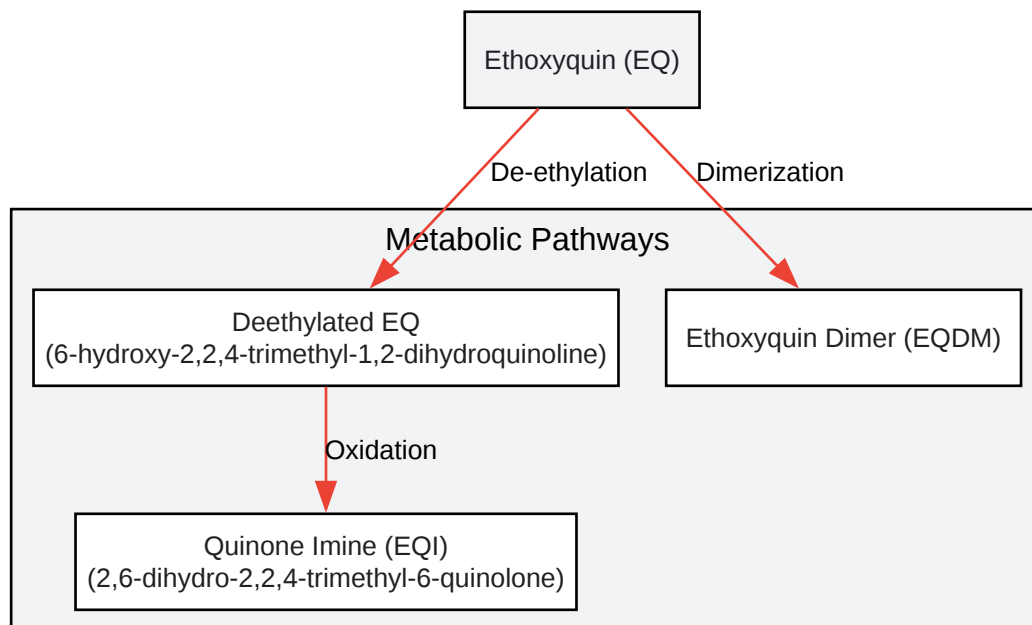 Ethoxyquin (EQ)
De-ethylation
Dimerization
Metabolic Pathways
Deethylated EQ
(6-hydroxy-2,2,4-trimethyl-1,2-dihydroquinoline)
Ethoxyquin Dimer (EQDM)
Oxidation
Quinone Imine (EQI)
(2,6-dihydro-2,2,4-trimethyl-6-quinolone)